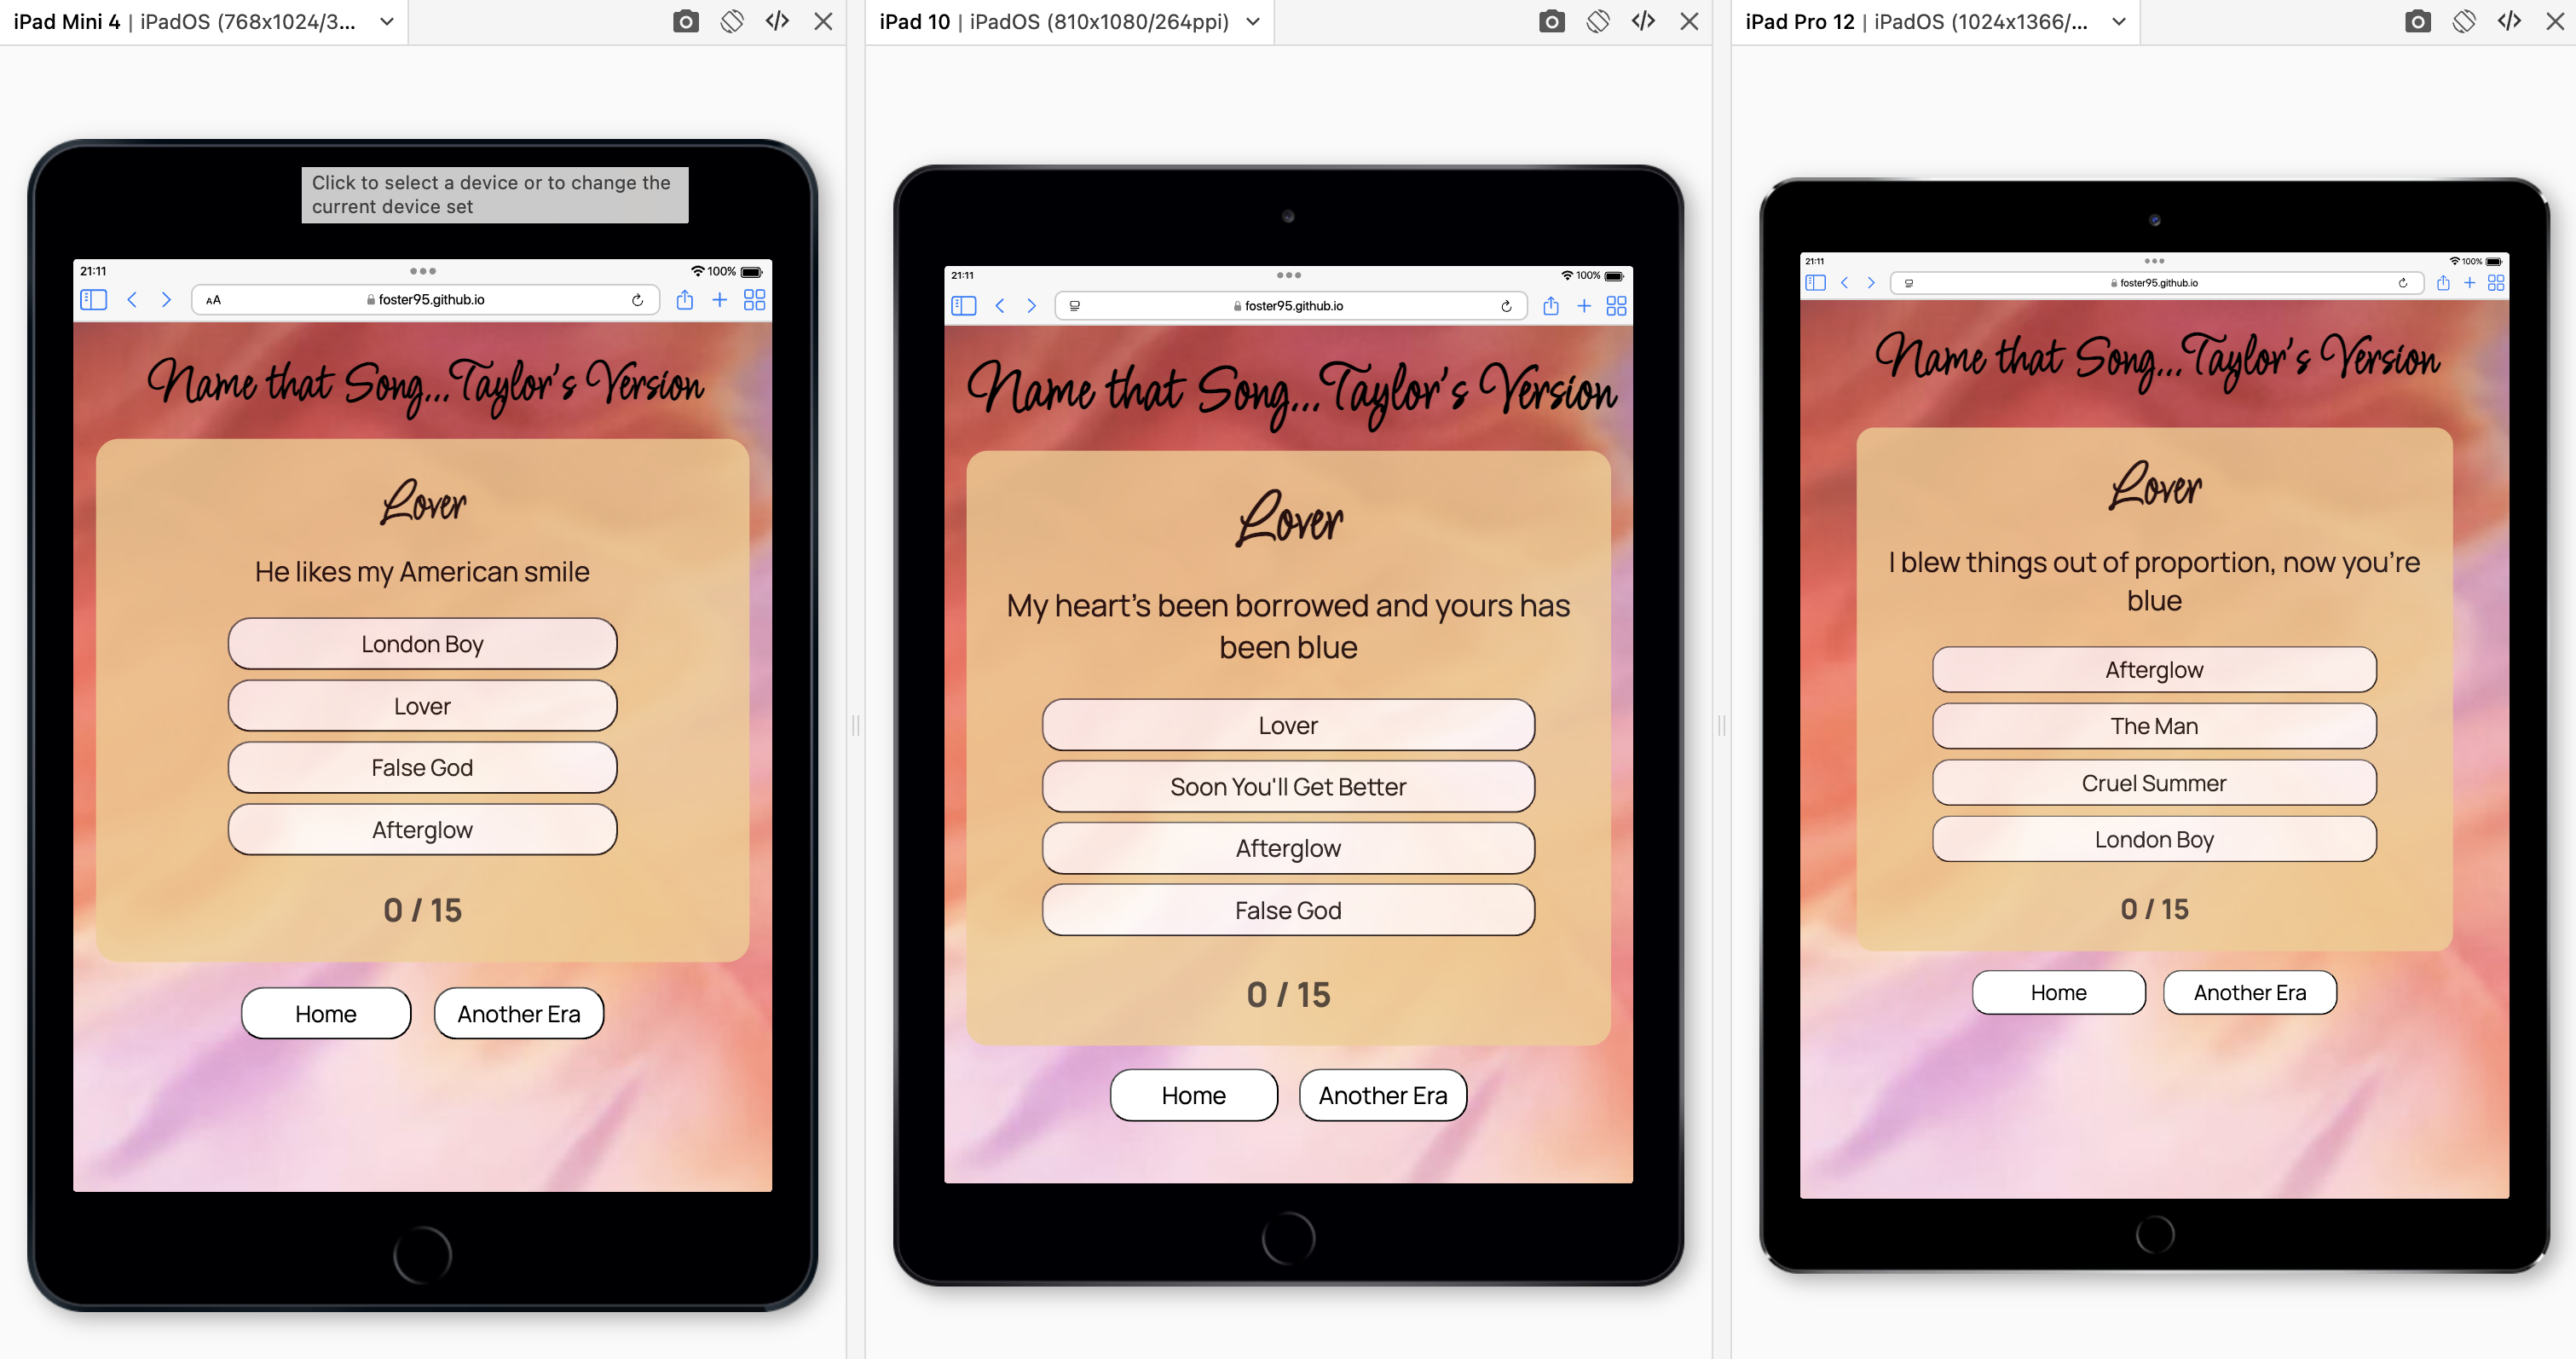 iPad Mini 4 | iPadOS (768x1024/3...
Click to select a device or to change the
current device set
21:11
100%
AA
foster95.github.io
Name that Song...Taylor's Version
Lover
He likes my American smile
London Boy
Lover
False God
Afterglow
0 / 15
Home
Another Era
iPad 10 | iPadOS (810x1080/264ppi)
21:11
100%
foster95.github.io
Name that Song...Taylor's Version
Lover
My heart’s been borrowed and yours has
been blue
Lover
Soon You'll Get Better
Afterglow
False God
0 / 15
Home
Another Era
iPad Pro 12 | iPadOS (1024x1366/...
21:11
100%
foster95.github.io
Name that Song...Taylor's Version
Lover
I blew things out of proportion, now you’re
blue
Afterglow
The Man
Cruel Summer
London Boy
0 / 15
Home
Another Era